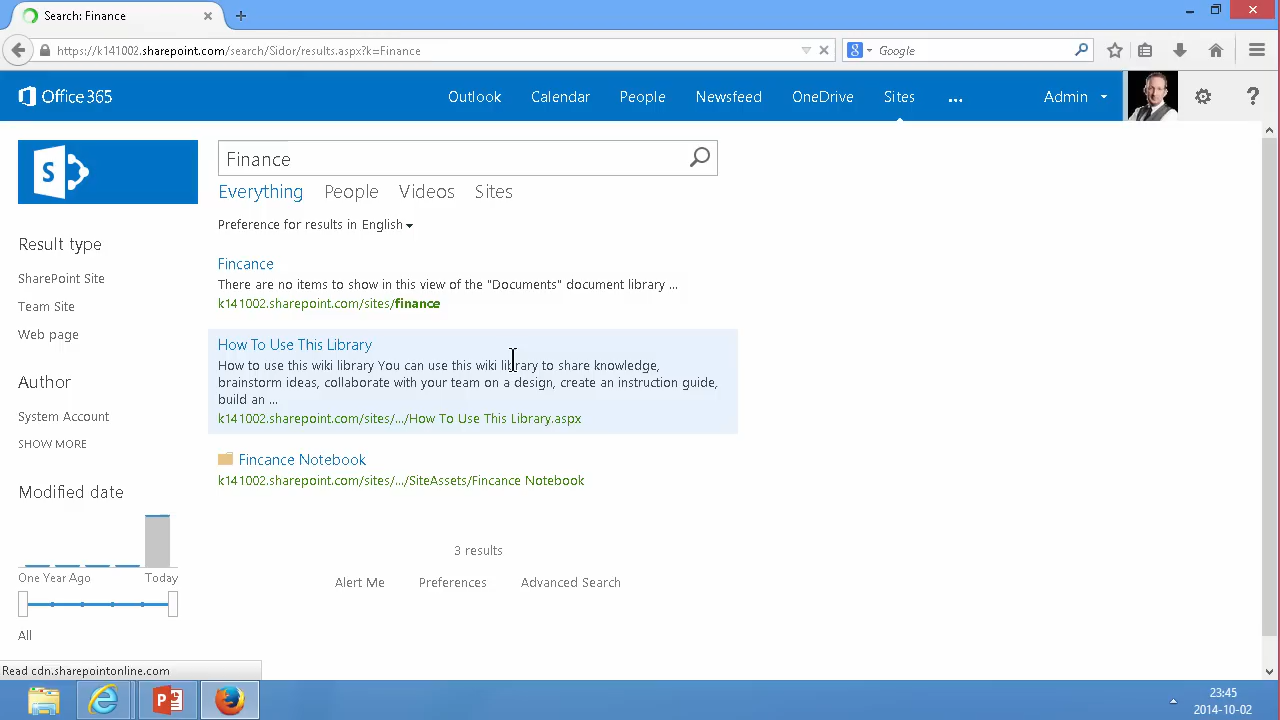 Search: Finance
https://k141002.sharepoint.com/search/Sidor/results.aspx?k=Finance
Google
Office 365
Outlook
Calendar
People
Newsfeed
OneDrive
Sites
...
Admin
?
S
Finance
Everything
People
Videos
Sites
Preference for results in English
Result type
SharePoint Site
Team Site
Web page
Author
System Account
SHOW MORE
Modified date
One Year Ago
Today
All
Fincance
There are no items to show in this view of the "Documents" document library ...
k141002.sharepoint.com/sites/finance
How To Use This Library
How to use this wiki library You can use this wiki library to share knowledge,
brainstorm ideas, collaborate with your team on a design, create an instruction guide,
build an ...
k141002.sharepoint.com/sites/.../How To Use This Library.aspx
Fincance Notebook
k141002.sharepoint.com/sites/.../SiteAssets/Fincance Notebook
3 results
Alert Me
Preferences
Advanced Search
Read cdn.sharepointonline.com
23:45
2014-10-02